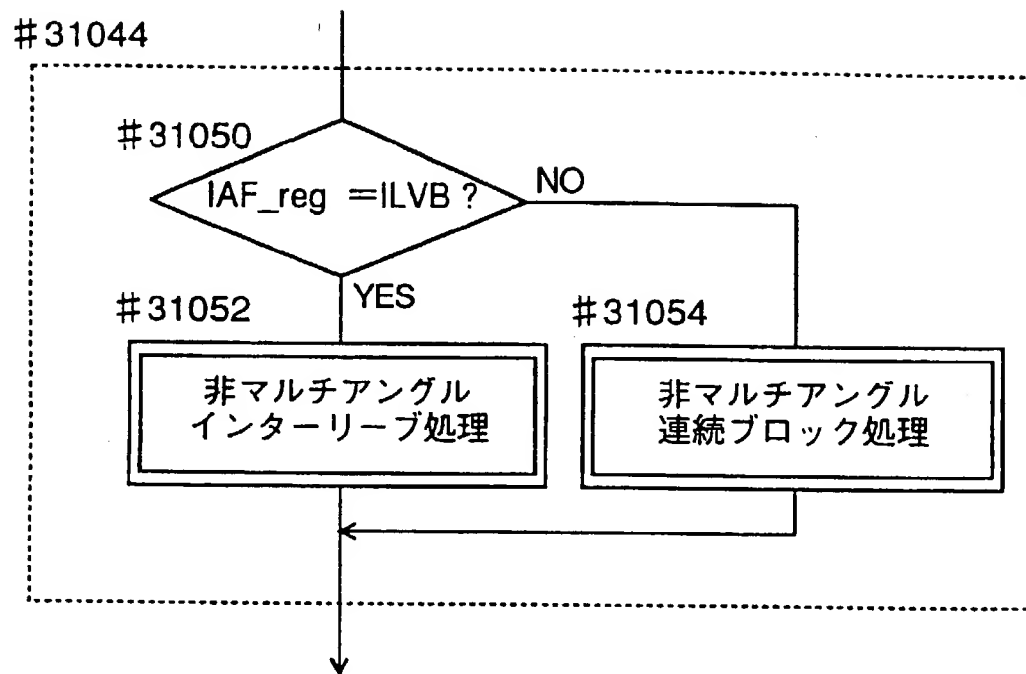 #31044
#31050
IAF_reg =ILVB ?
NO
YES
#31052
#31054
非マルチアングル
インターリーブ処理
非マルチアングル
連続ブロック処理